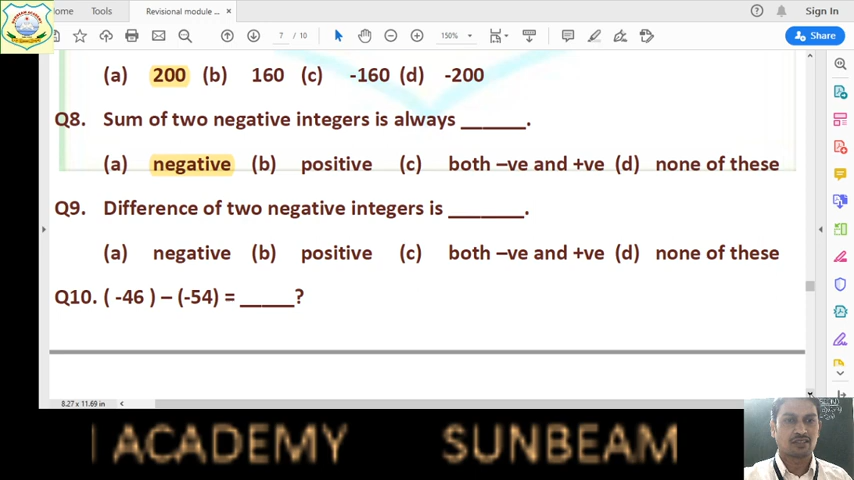 ome Tools Revisional module ... × Sign In
7 / 10 150% Share
(a) 200 (b) 160 (c) -160 (d) -200
Q8. Sum of two negative integers is always ______.
(a) negative (b) positive (c) both –ve and +ve (d) none of these
Q9. Difference of two negative integers is _______.
(a) negative (b) positive (c) both –ve and +ve (d) none of these
Q10. ( -46 ) – (-54) = _____?
8.27 x 11.69 in
ACADEMY SUNBEAM